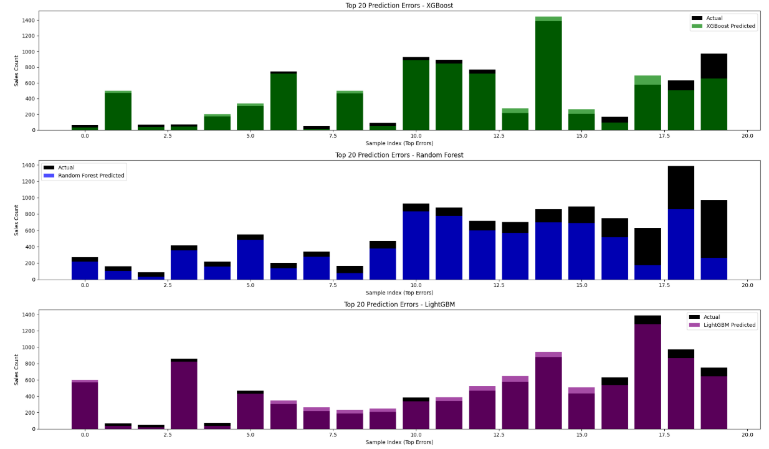 Top 20 Prediction Errors - XGBoost
Sales Count
1400
1200
1000
800
600
400
200
0
Actual
XGBoost Predicted
0.0 2.5 5.0 7.5 10.0 12.5 15.0 17.5 20.0
Sample Index (Top Errors)
Top 20 Prediction Errors - Random Forest
Sales Count
1400
1200
1000
800
600
400
200
0
Actual
Random Forest Predicted
0.0 2.5 5.0 7.5 10.0 12.5 15.0 17.5 20.0
Sample Index (Top Errors)
Top 20 Prediction Errors - LightGBM
Sales Count
1400
1200
1000
800
600
400
200
0
Actual
LightGBM Predicted
0.0 2.5 5.0 7.5 10.0 12.5 15.0 17.5 20.0
Sample Index (Top Errors)